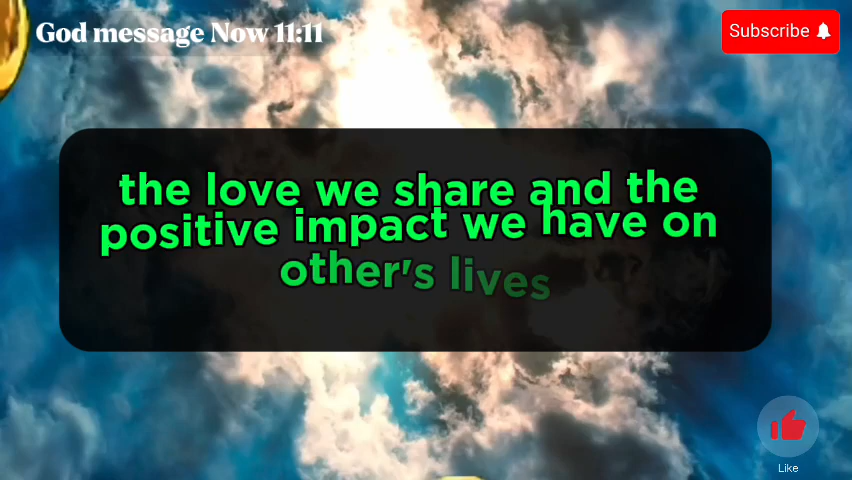 God message Now 11:11
Subscribe
the love we share and the
positive impact we have on
other's lives
Like